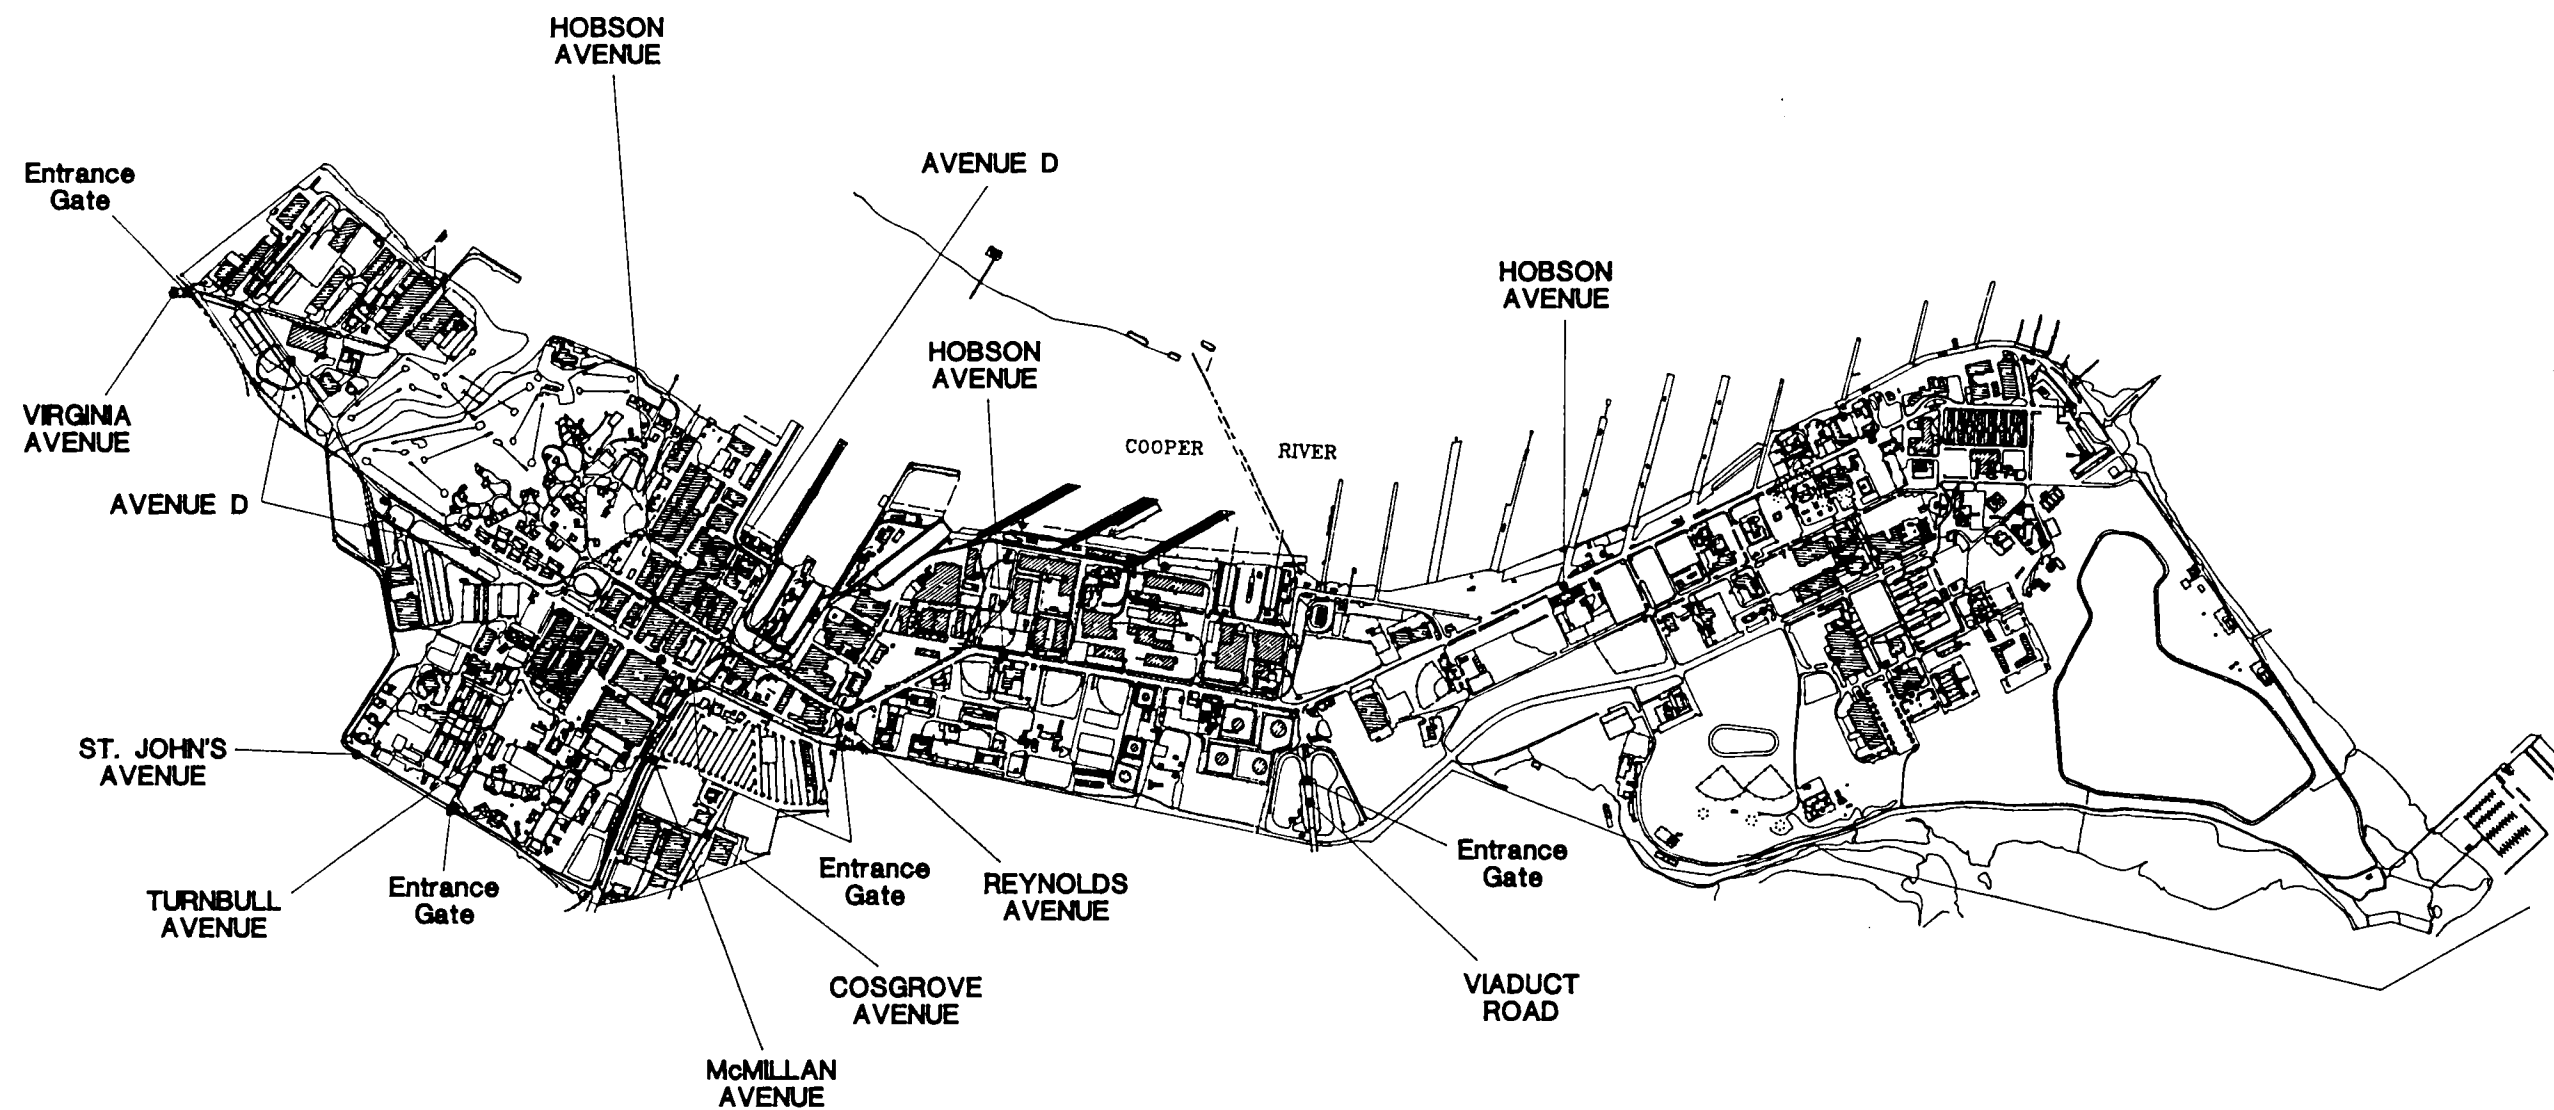 HOBSON
AVENUE
Entrance
Gate
AVENUE D
HOBSON
AVENUE
HOBSON
AVENUE
VIRGINIA
AVENUE
COOPER RIVER
AVENUE D
ST. JOHN'S
AVENUE
TURNBULL
AVENUE
Entrance
Gate
Entrance
Gate
REYNOLDS
AVENUE
Entrance
Gate
COSGROVE
AVENUE
VIADUCT
ROAD
McMILLAN
AVENUE